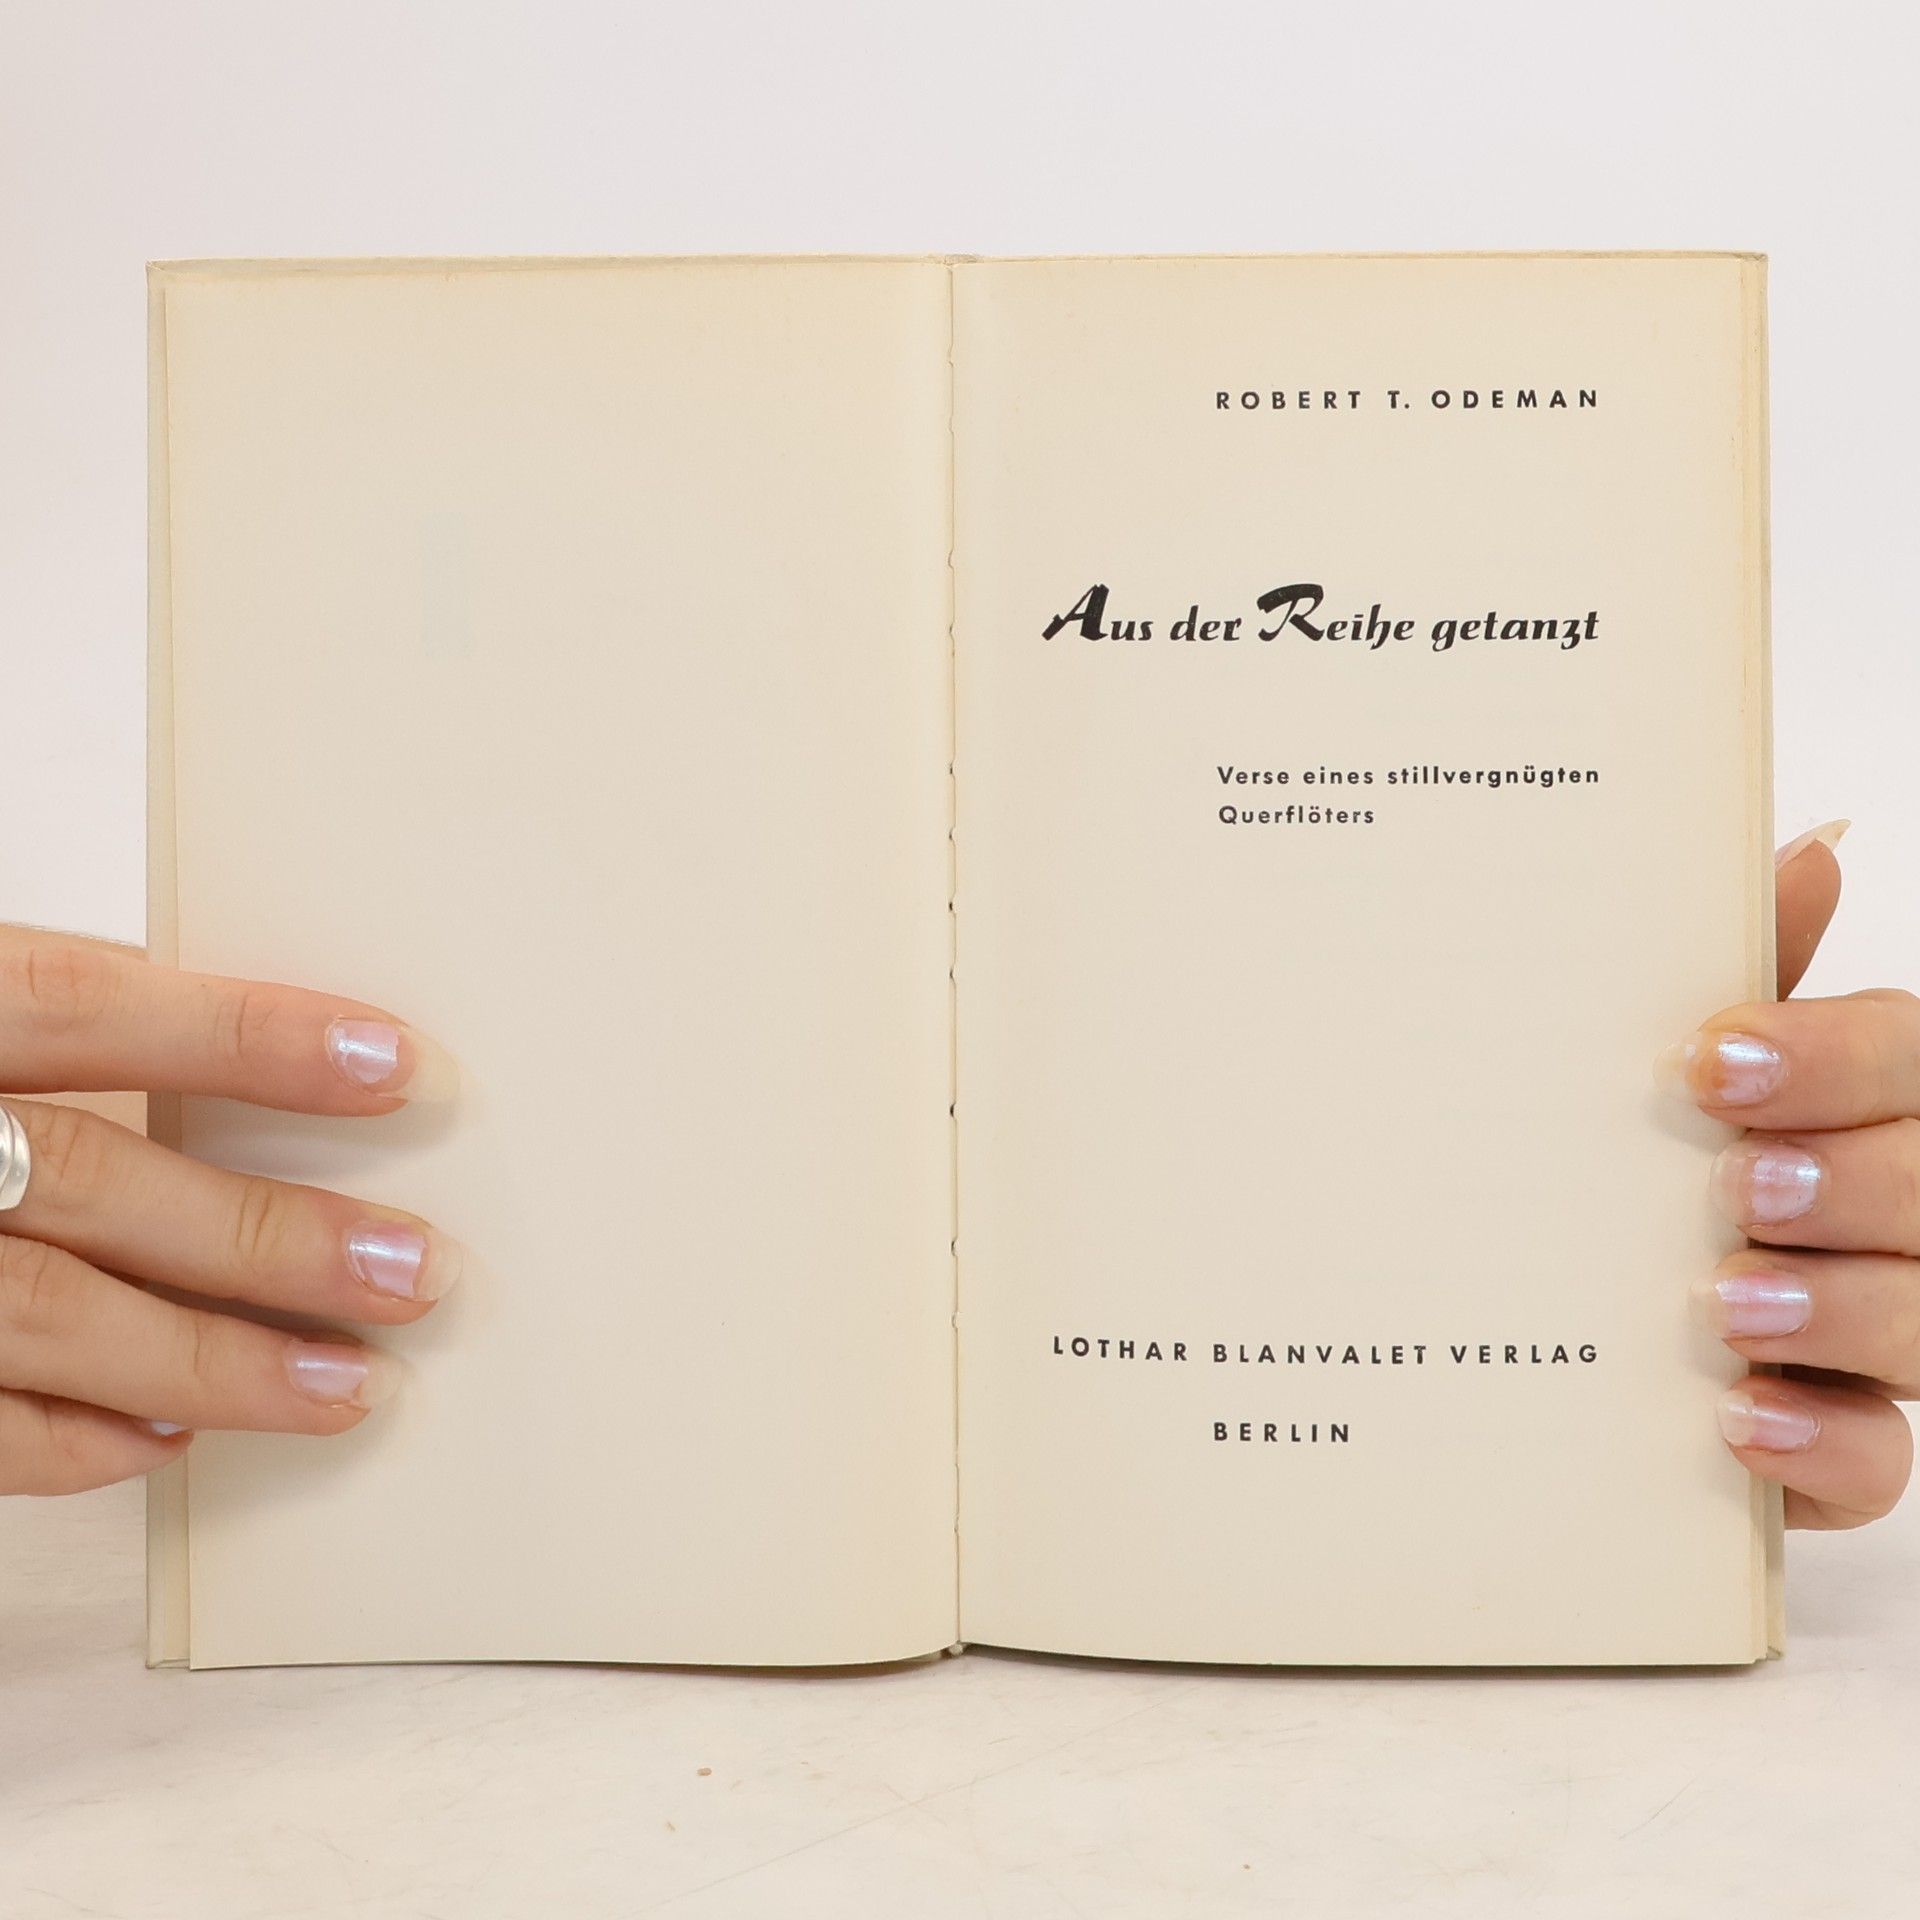 ROBERT T. ODEMAN
Aus der Reihe getanzt
Verse eines stillvergnügten
Querflöters
LOTHAR BLANVALET VERLAG
BERLIN